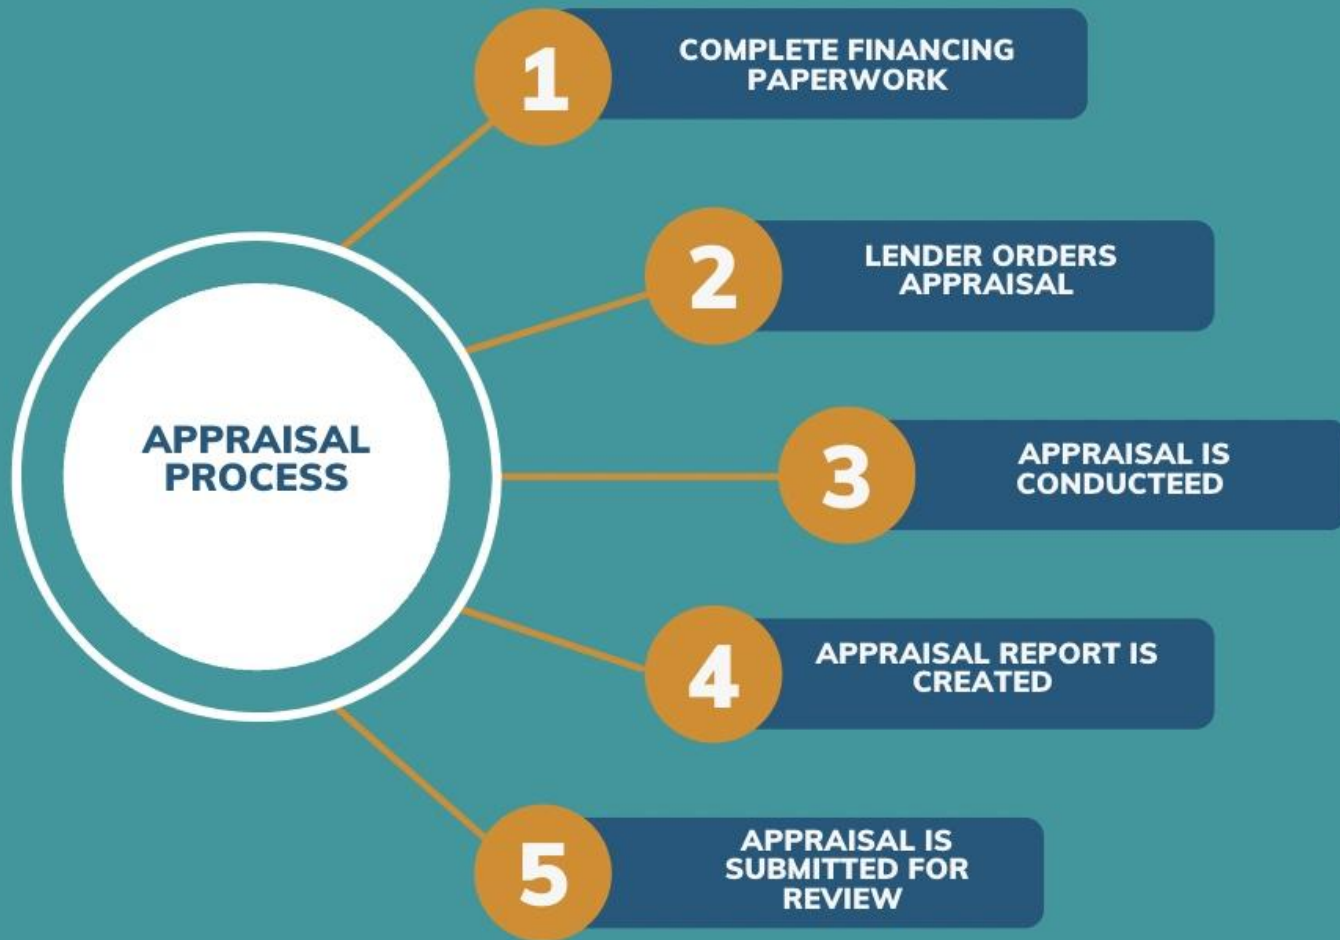 1
COMPLETE FINANCING
PAPERWORK
2
LENDER ORDERS
APPRAISAL
APPRAISAL
PROCESS
3
APPRAISAL IS
CONDUCTEED
4
APPRAISAL REPORT IS
CREATED
5
APPRAISAL IS
SUBMITTED FOR
REVIEW